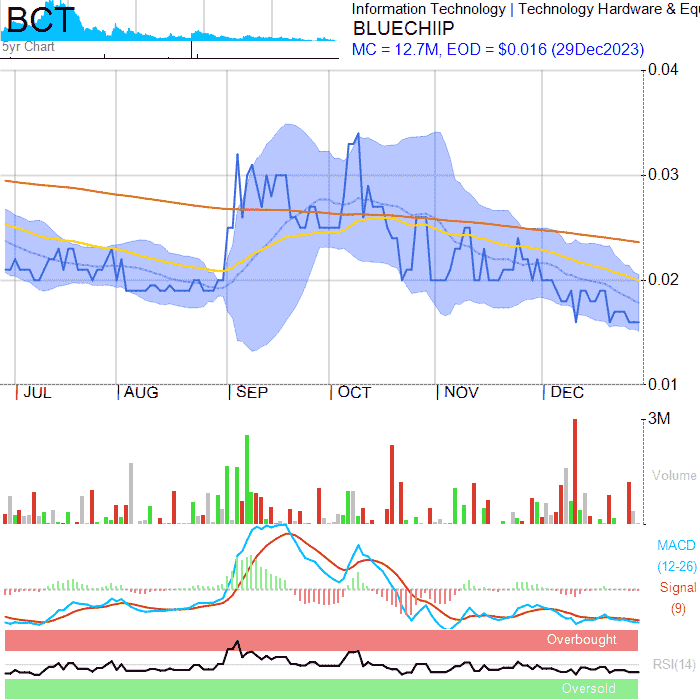 BCT
5yr Chart
Information Technology | Technology Hardware & Equ
BLUECHIIP
MC = 12.7M, EOD = $0.016 (29Dec2023)
0.04
0.03
0.02
0.01
JUL AUG SEP OCT NOV DEC
3M
Volume
MACD
(12-26)
Signal
(9)
Overbought
RSI(14)
Oversold